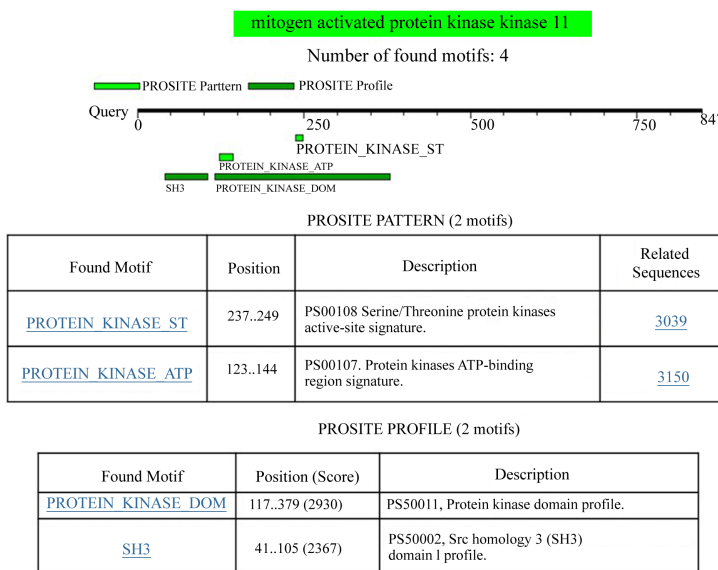 mitogen activated protein kinase kinase 11
Number of found motifs: 4
PROSITE Parttern PROSITE Profile
Query
0 250 500 750 847
PROTEIN_KINASE_ST
PROTEIN_KINASE_ATP
SH3 PROTEIN_KINASE_DOM
PROSITE PATTERN (2 motifs)
Found Motif Position Description Related Sequences
PROTEIN_KINASE_ST 237..249 PS00108 Serine/Threonine protein kinases
active-site signature. 3039
PROTEIN_KINASE_ATP 123..144 PS00107. Protein kinases ATP-binding
region signature. 3150
PROSITE PROFILE (2 motifs)
Found Motif Position (Score) Description
PROTEIN_KINASE_DOM 117..379 (2930) PS50011, Protein kinase domain profile.
SH3 41..105 (2367) PS50002, Src homology 3 (SH3)
domain l profile.